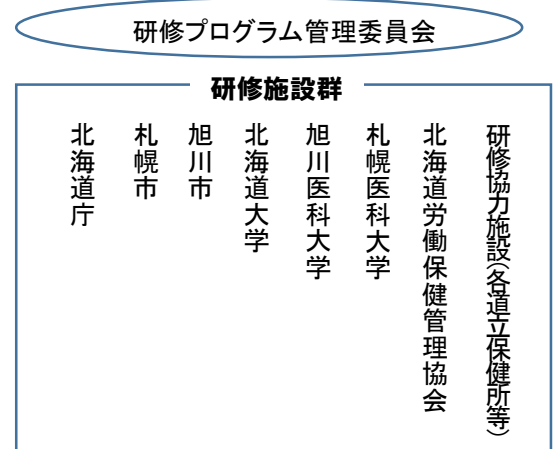 研修プログラム管理委員会
研修施設群
北海道庁
札幌市
旭川市
北海道大学
旭川医科大学
札幌医科大学
北海道労働保健管理協会
研修協力施設(各道立保健所等)